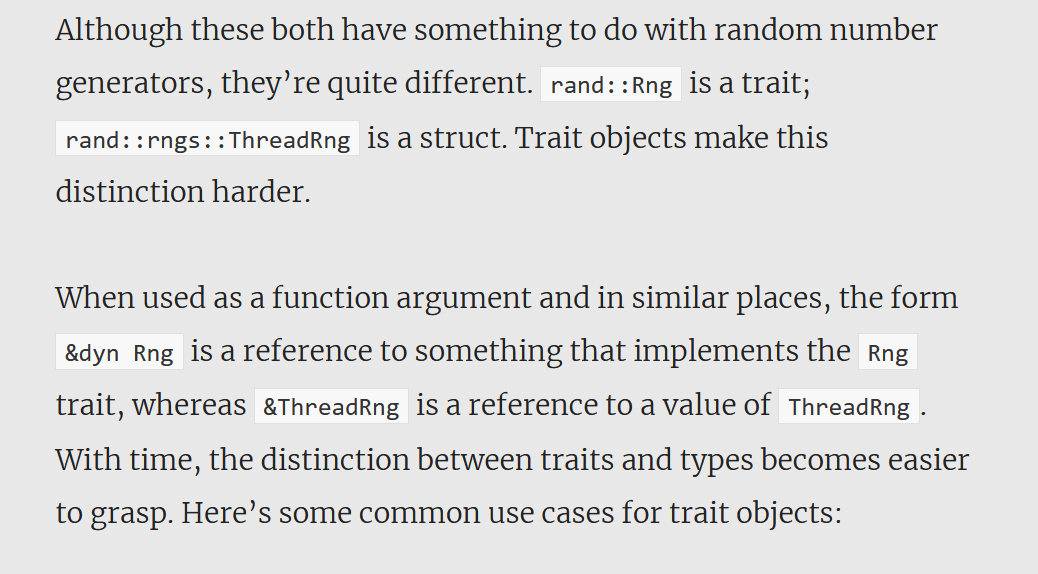 Although these both have something to do with random number
generators, they’re quite different. rand::Rng is a trait;
rand::rngs::ThreadRng is a struct. Trait objects make this
distinction harder.
When used as a function argument and in similar places, the form
&dyn Rng is a reference to something that implements the Rng
trait, whereas &ThreadRng is a reference to a value of ThreadRng.
With time, the distinction between traits and types becomes easier
to grasp. Here’s some common use cases for trait objects: